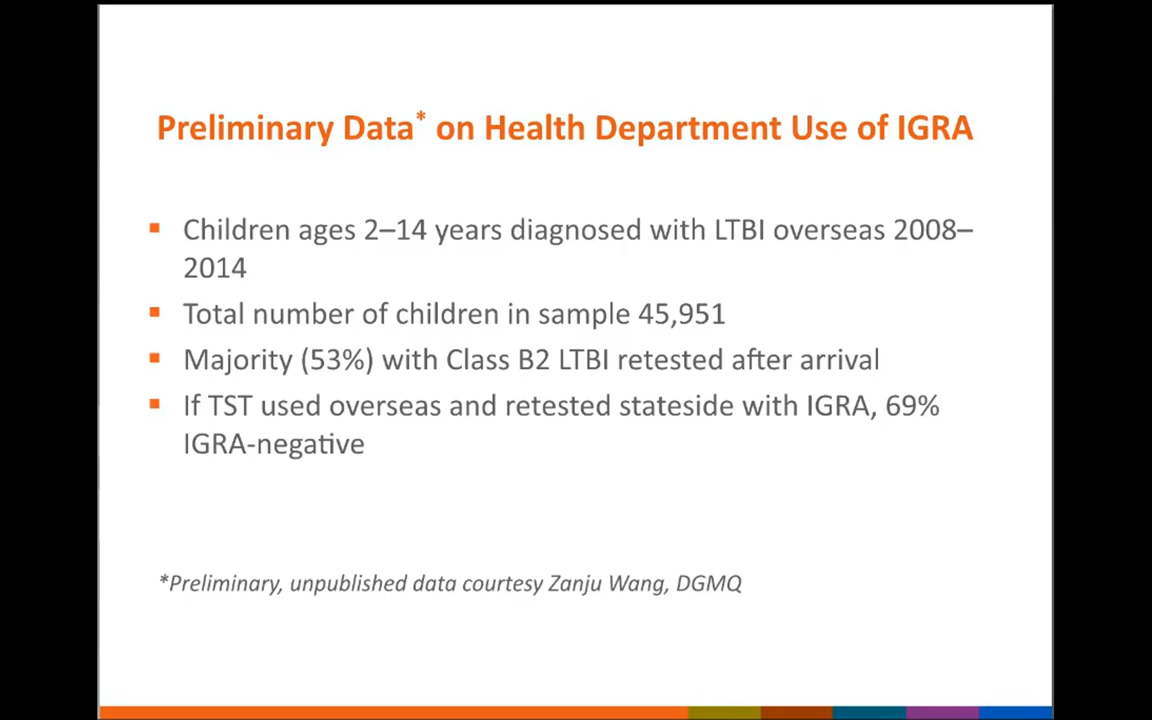 Preliminary Data* on Health Department Use of IGRA
▪ Children ages 2–14 years diagnosed with LTBI overseas 2008–
2014
▪ Total number of children in sample 45,951
▪ Majority (53%) with Class B2 LTBI retested after arrival
▪ If TST used overseas and retested stateside with IGRA, 69%
IGRA-negative
*Preliminary, unpublished data courtesy Zanju Wang, DGMQ